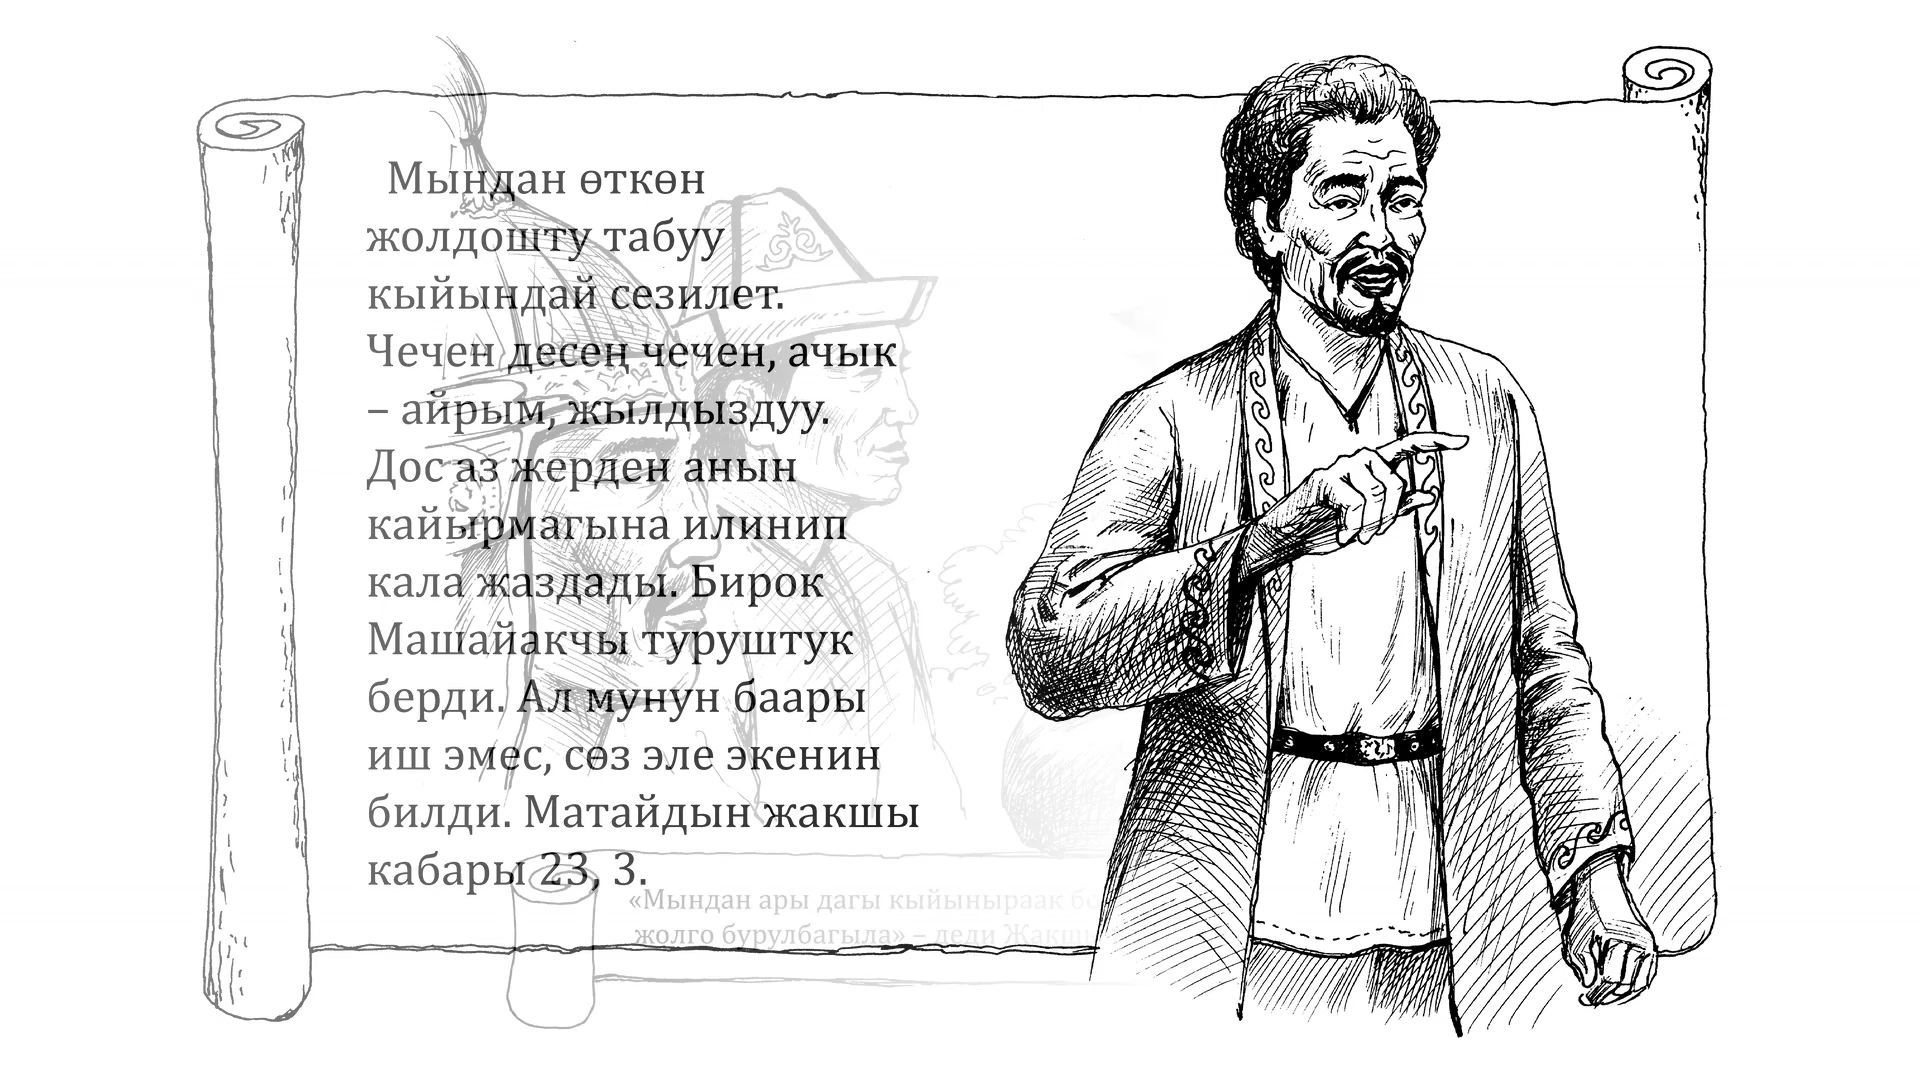 Мындан өткөн
жолдошту табуу
кыйындай сезилет.
Чечен десең чечен, ачык
– айрым, жылдыздуу.
Дос аз жерден анын
кайырмагына илинип
кала жаздады. Бирок
Машайакчы туруштук
берди. Ал мунун баары
иш эмес, сөз эле экенин
билди. Матайдын жакшы
кабары 23, 3.
«Мындан ары дагы кыйыныраак
жолго бурулбагыла» – деди